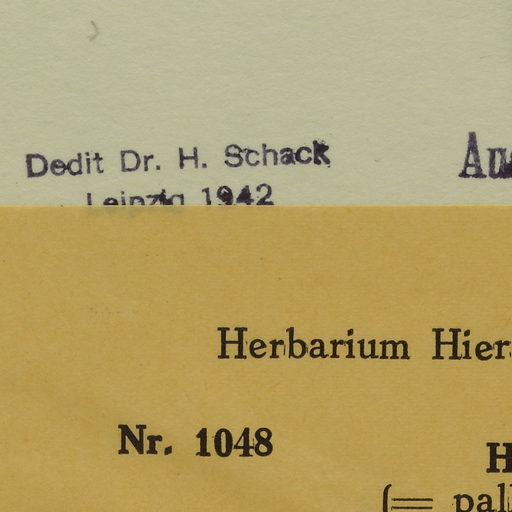 Dedit Dr. H. Schack
Leipzig 1942
Herbarium
Nr. 1048
(=